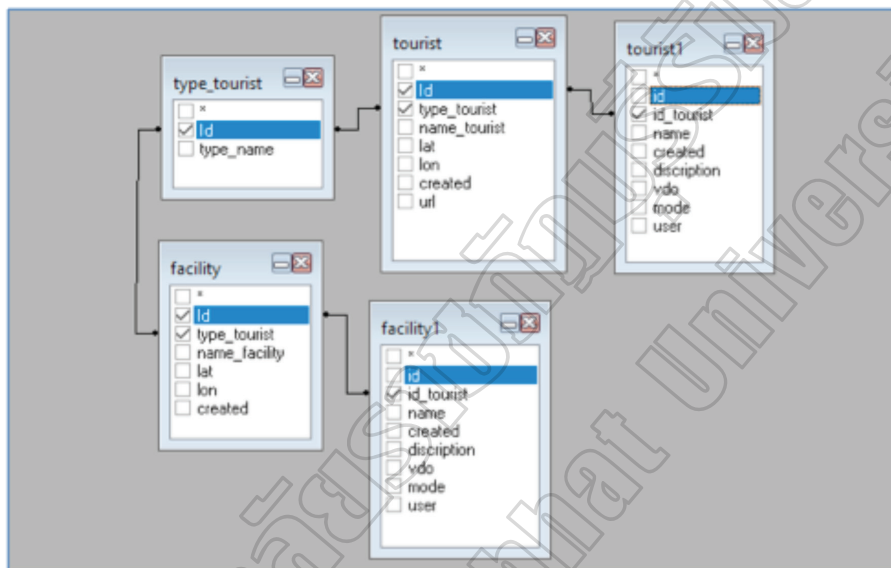 type_tourist
*
Id
type_name
tourist
*
Id
type_tourist
name_tourist
lat
lon
created
url
tourist1
*
id
id_tourist
name
created
discription
vdo
mode
user
facility
*
Id
type_tourist
name_facility
lat
lon
created
facility1
*
id
id_tourist
name
created
discription
vdo
mode
user